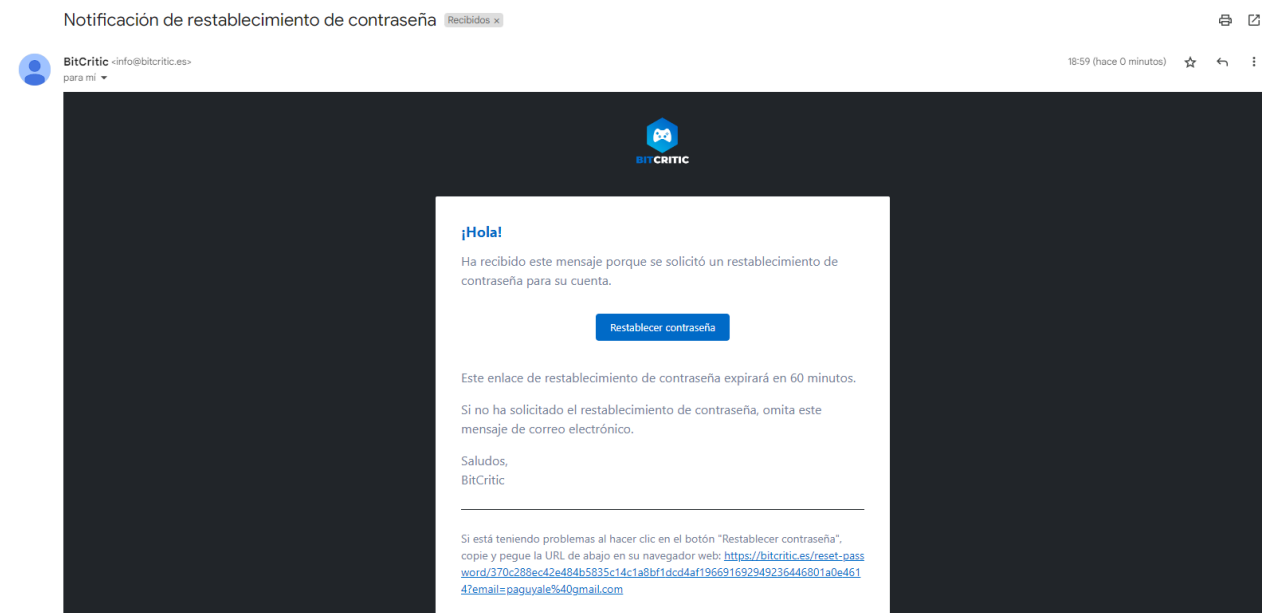 Notificación de restablecimiento de contraseña Recibidos ×
BitCritic <info@bitcritic.es>
18:59 (hace 0 minutos)
para mí
BITCRITIC
¡Hola!
Ha recibido este mensaje porque se solicitó un restablecimiento de
contraseña para su cuenta.
Restablecer contraseña
Este enlace de restablecimiento de contraseña expirará en 60 minutos.
Si no ha solicitado el restablecimiento de contraseña, omita este
mensaje de correo electrónico.
Saludos,
BitCritic
Si está teniendo problemas al hacer clic en el botón "Restablecer contraseña",
copie y pegue la URL de abajo en su navegador web: https://bitcritic.es/reset-pass
word/370c288ec42e484b5835c14c1a8bf1dcd4af196691692949236446801a0e461
4?email=paguyale%40gmail.com